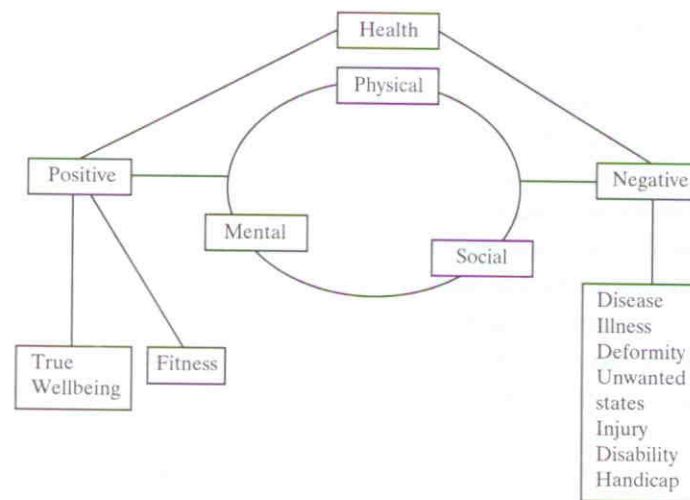 Health
Physical
Positive
Negative
Mental
Social
True
Wellbeing
Fitness
Disease
Illness
Deformity
Unwanted
states
Injury
Disability
Handicap